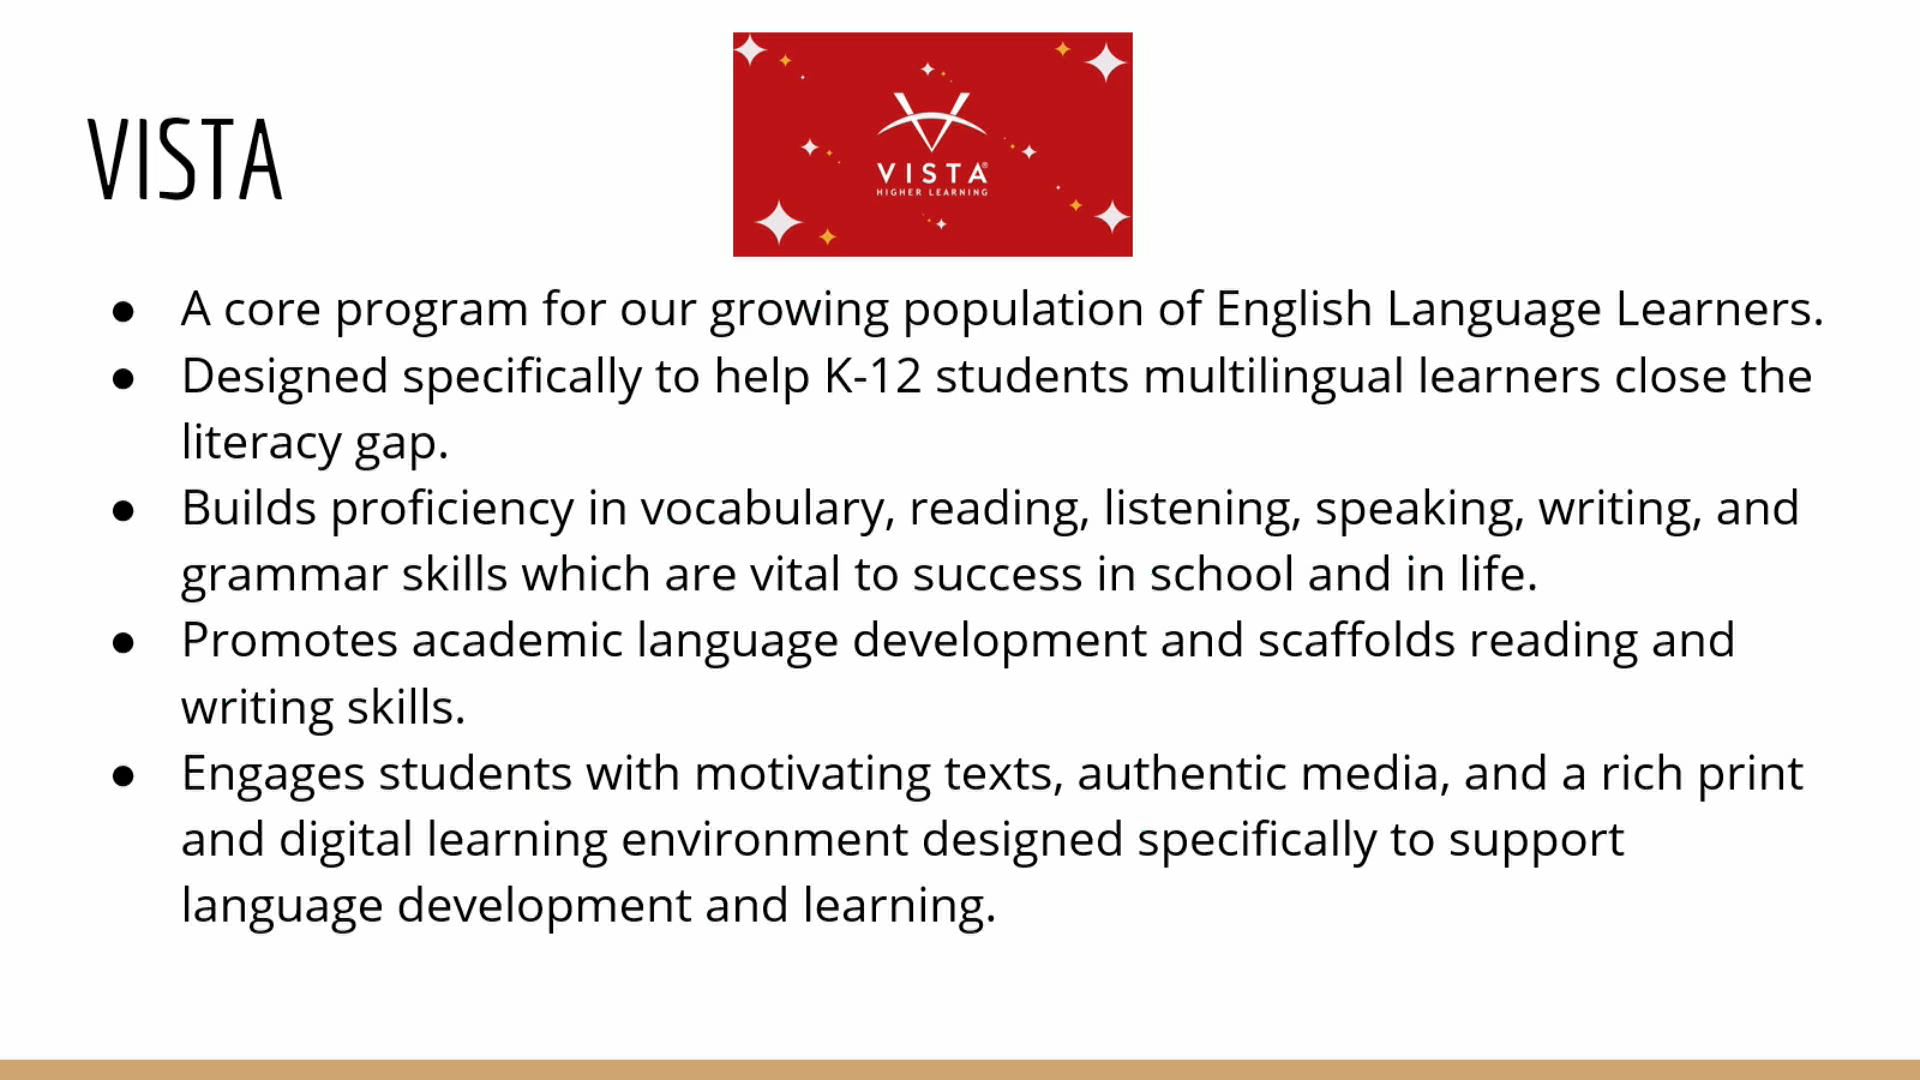 VISTA
VISTA®
HIGHER LEARNING
● A core program for our growing population of English Language Learners.
● Designed specifically to help K-12 students multilingual learners close the
literacy gap.
● Builds proficiency in vocabulary, reading, listening, speaking, writing, and
grammar skills which are vital to success in school and in life.
● Promotes academic language development and scaffolds reading and
writing skills.
● Engages students with motivating texts, authentic media, and a rich print
and digital learning environment designed specifically to support
language development and learning.